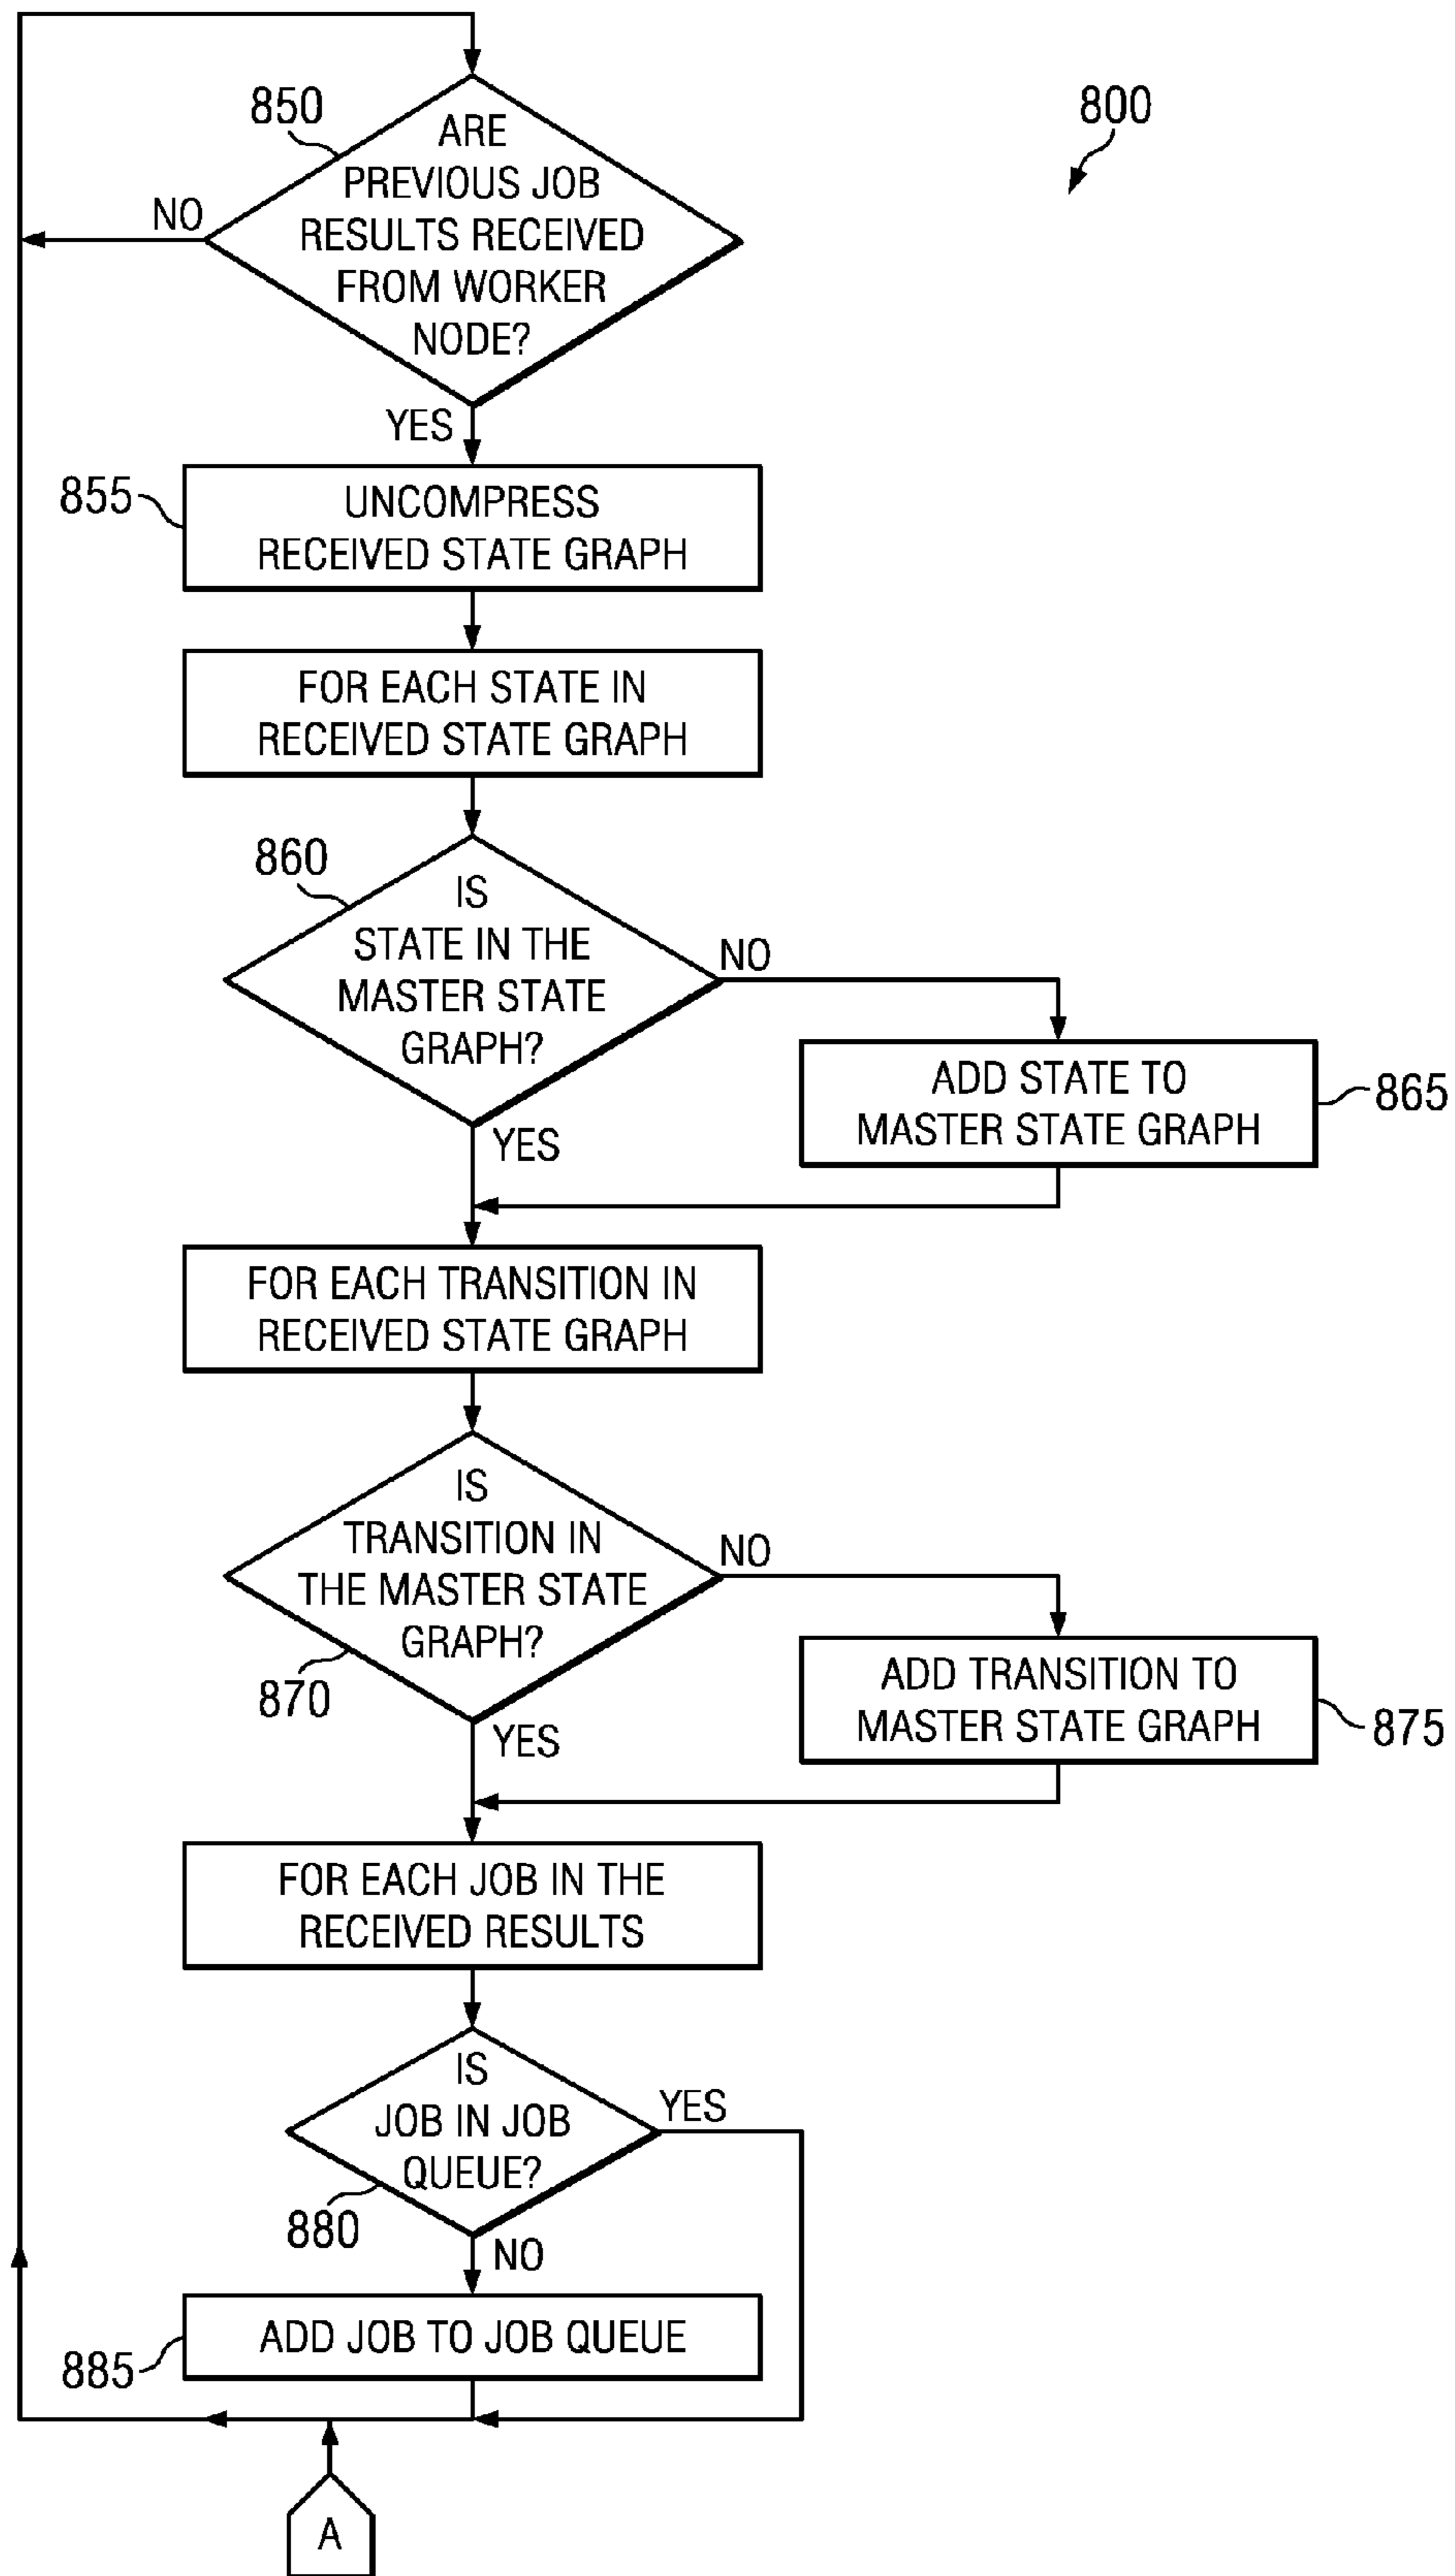 800
850
ARE
PREVIOUS JOB
RESULTS RECEIVED
FROM WORKER
NODE?
NO
YES
855
UNCOMPRESS
RECEIVED STATE GRAPH
FOR EACH STATE IN
RECEIVED STATE GRAPH
860
IS
STATE IN THE
MASTER STATE
GRAPH?
NO
YES
ADD STATE TO
MASTER STATE GRAPH
865
FOR EACH TRANSITION IN
RECEIVED STATE GRAPH
IS
TRANSITION IN
THE MASTER STATE
GRAPH?
870
NO
YES
ADD TRANSITION TO
MASTER STATE GRAPH
875
FOR EACH JOB IN THE
RECEIVED RESULTS
IS
JOB IN JOB
QUEUE?
880
YES
NO
ADD JOB TO JOB QUEUE
885
A